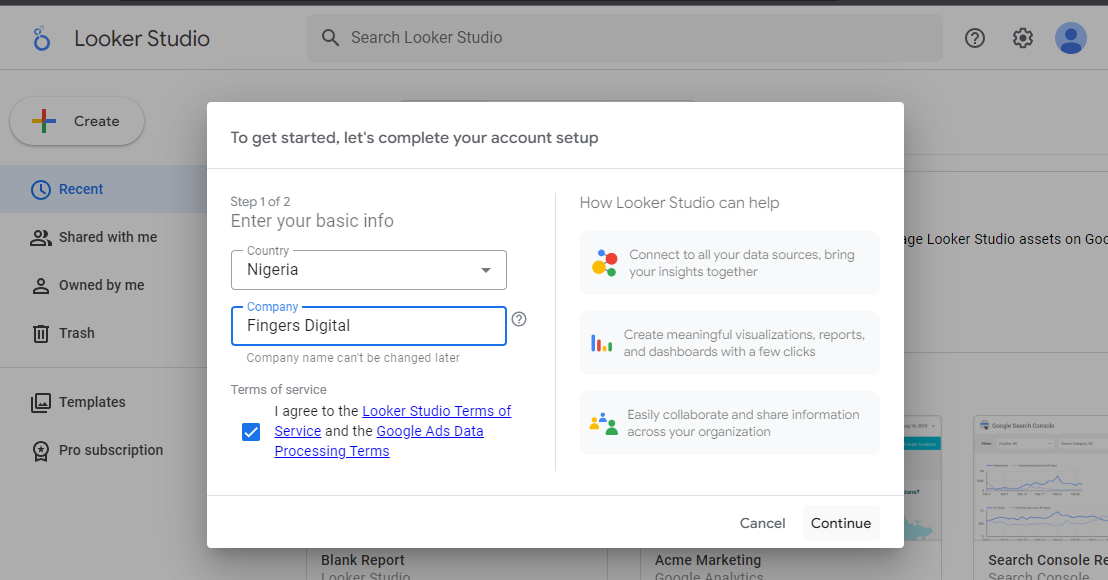 Looker Studio
Search Looker Studio
Create
Recent
Shared with me
Owned by me
Trash
Templates
Pro subscription
To get started, let's complete your account setup
Step 1 of 2
Enter your basic info
Country
Nigeria
Company
Fingers Digital
Company name can't be changed later
Terms of service
I agree to the Looker Studio Terms of
Service and the Google Ads Data
Processing Terms
How Looker Studio can help
Connect to all your data sources, bring
your insights together
Create meaningful visualizations, reports,
and dashboards with a few clicks
Easily collaborate and share information
across your organization
Cancel
Continue
age Looker Studio assets on Goo
Google Analytics
Google Search Console
Blank Report
Looker Studio
Acme Marketing
Google Analytics
Search Console Re
Search Console